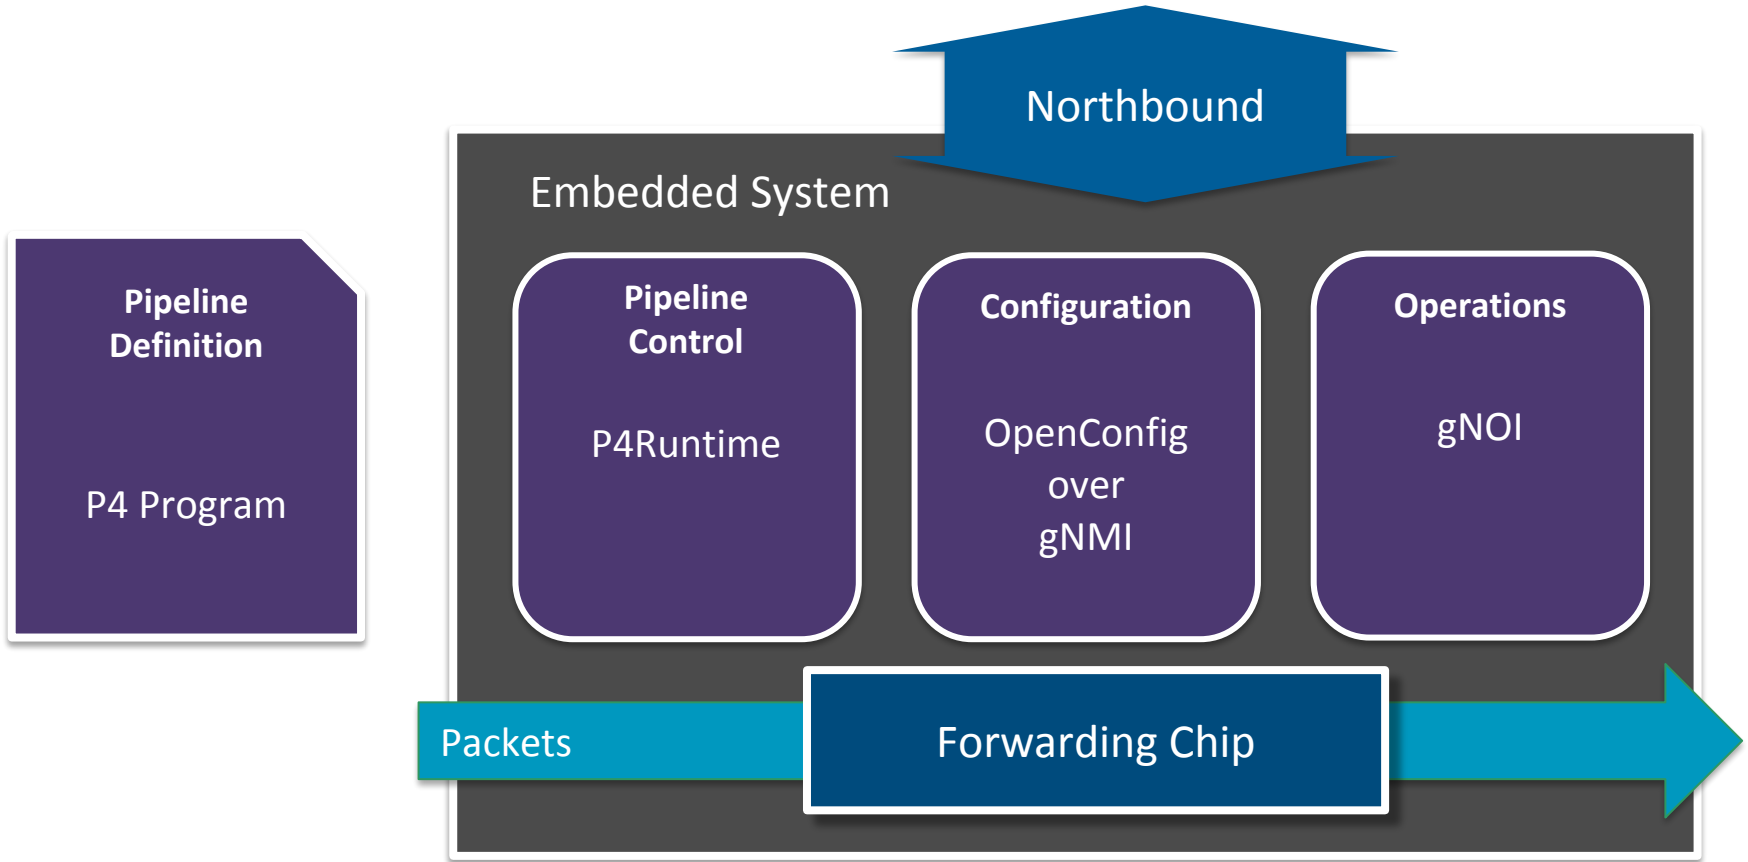 Northbound
Embedded System
Pipeline
Definition
P4 Program
Pipeline
Control
P4Runtime
Configuration
OpenConfig
over
gNMI
Operations
gNOI
Packets
Forwarding Chip